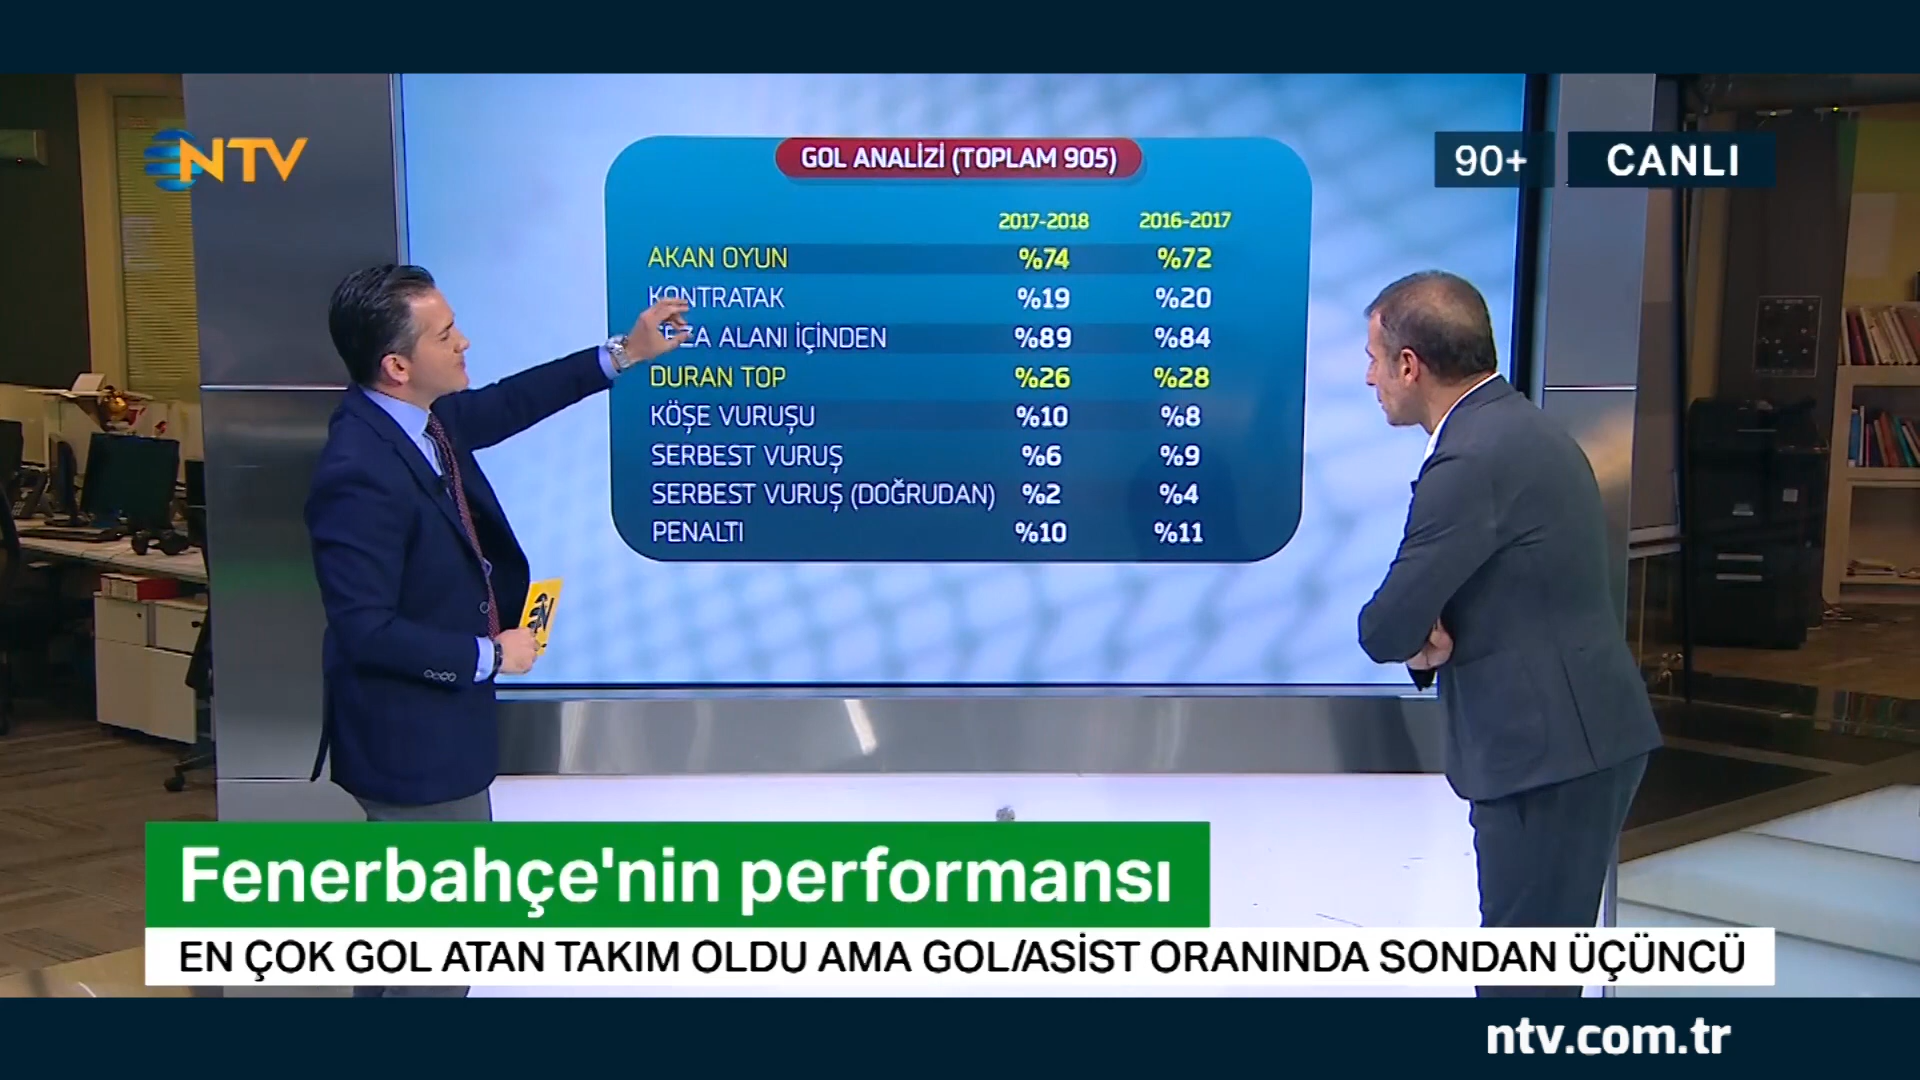 NTV
90+
CANLI
GOL ANALİZİ (TOPLAM 905)
2017-2018 2016-2017
AKAN OYUN %74 %72
KONTRATAK %19 %20
ALANI İÇİNDEN %89 %84
DURAN TOP %26 %28
KÖŞE VURUŞU %10 %8
SERBEST VURUŞ %6 %9
SERBEST VURUŞ (DOĞRUDAN) %2 %4
PENALTI %10 %11
Fenerbahçe'nin performansı
EN ÇOK GOL ATAN TAKIM OLDU AMA GOL/ASİST ORANINDA SONDAN ÜÇÜNCÜ
ntv.com.tr